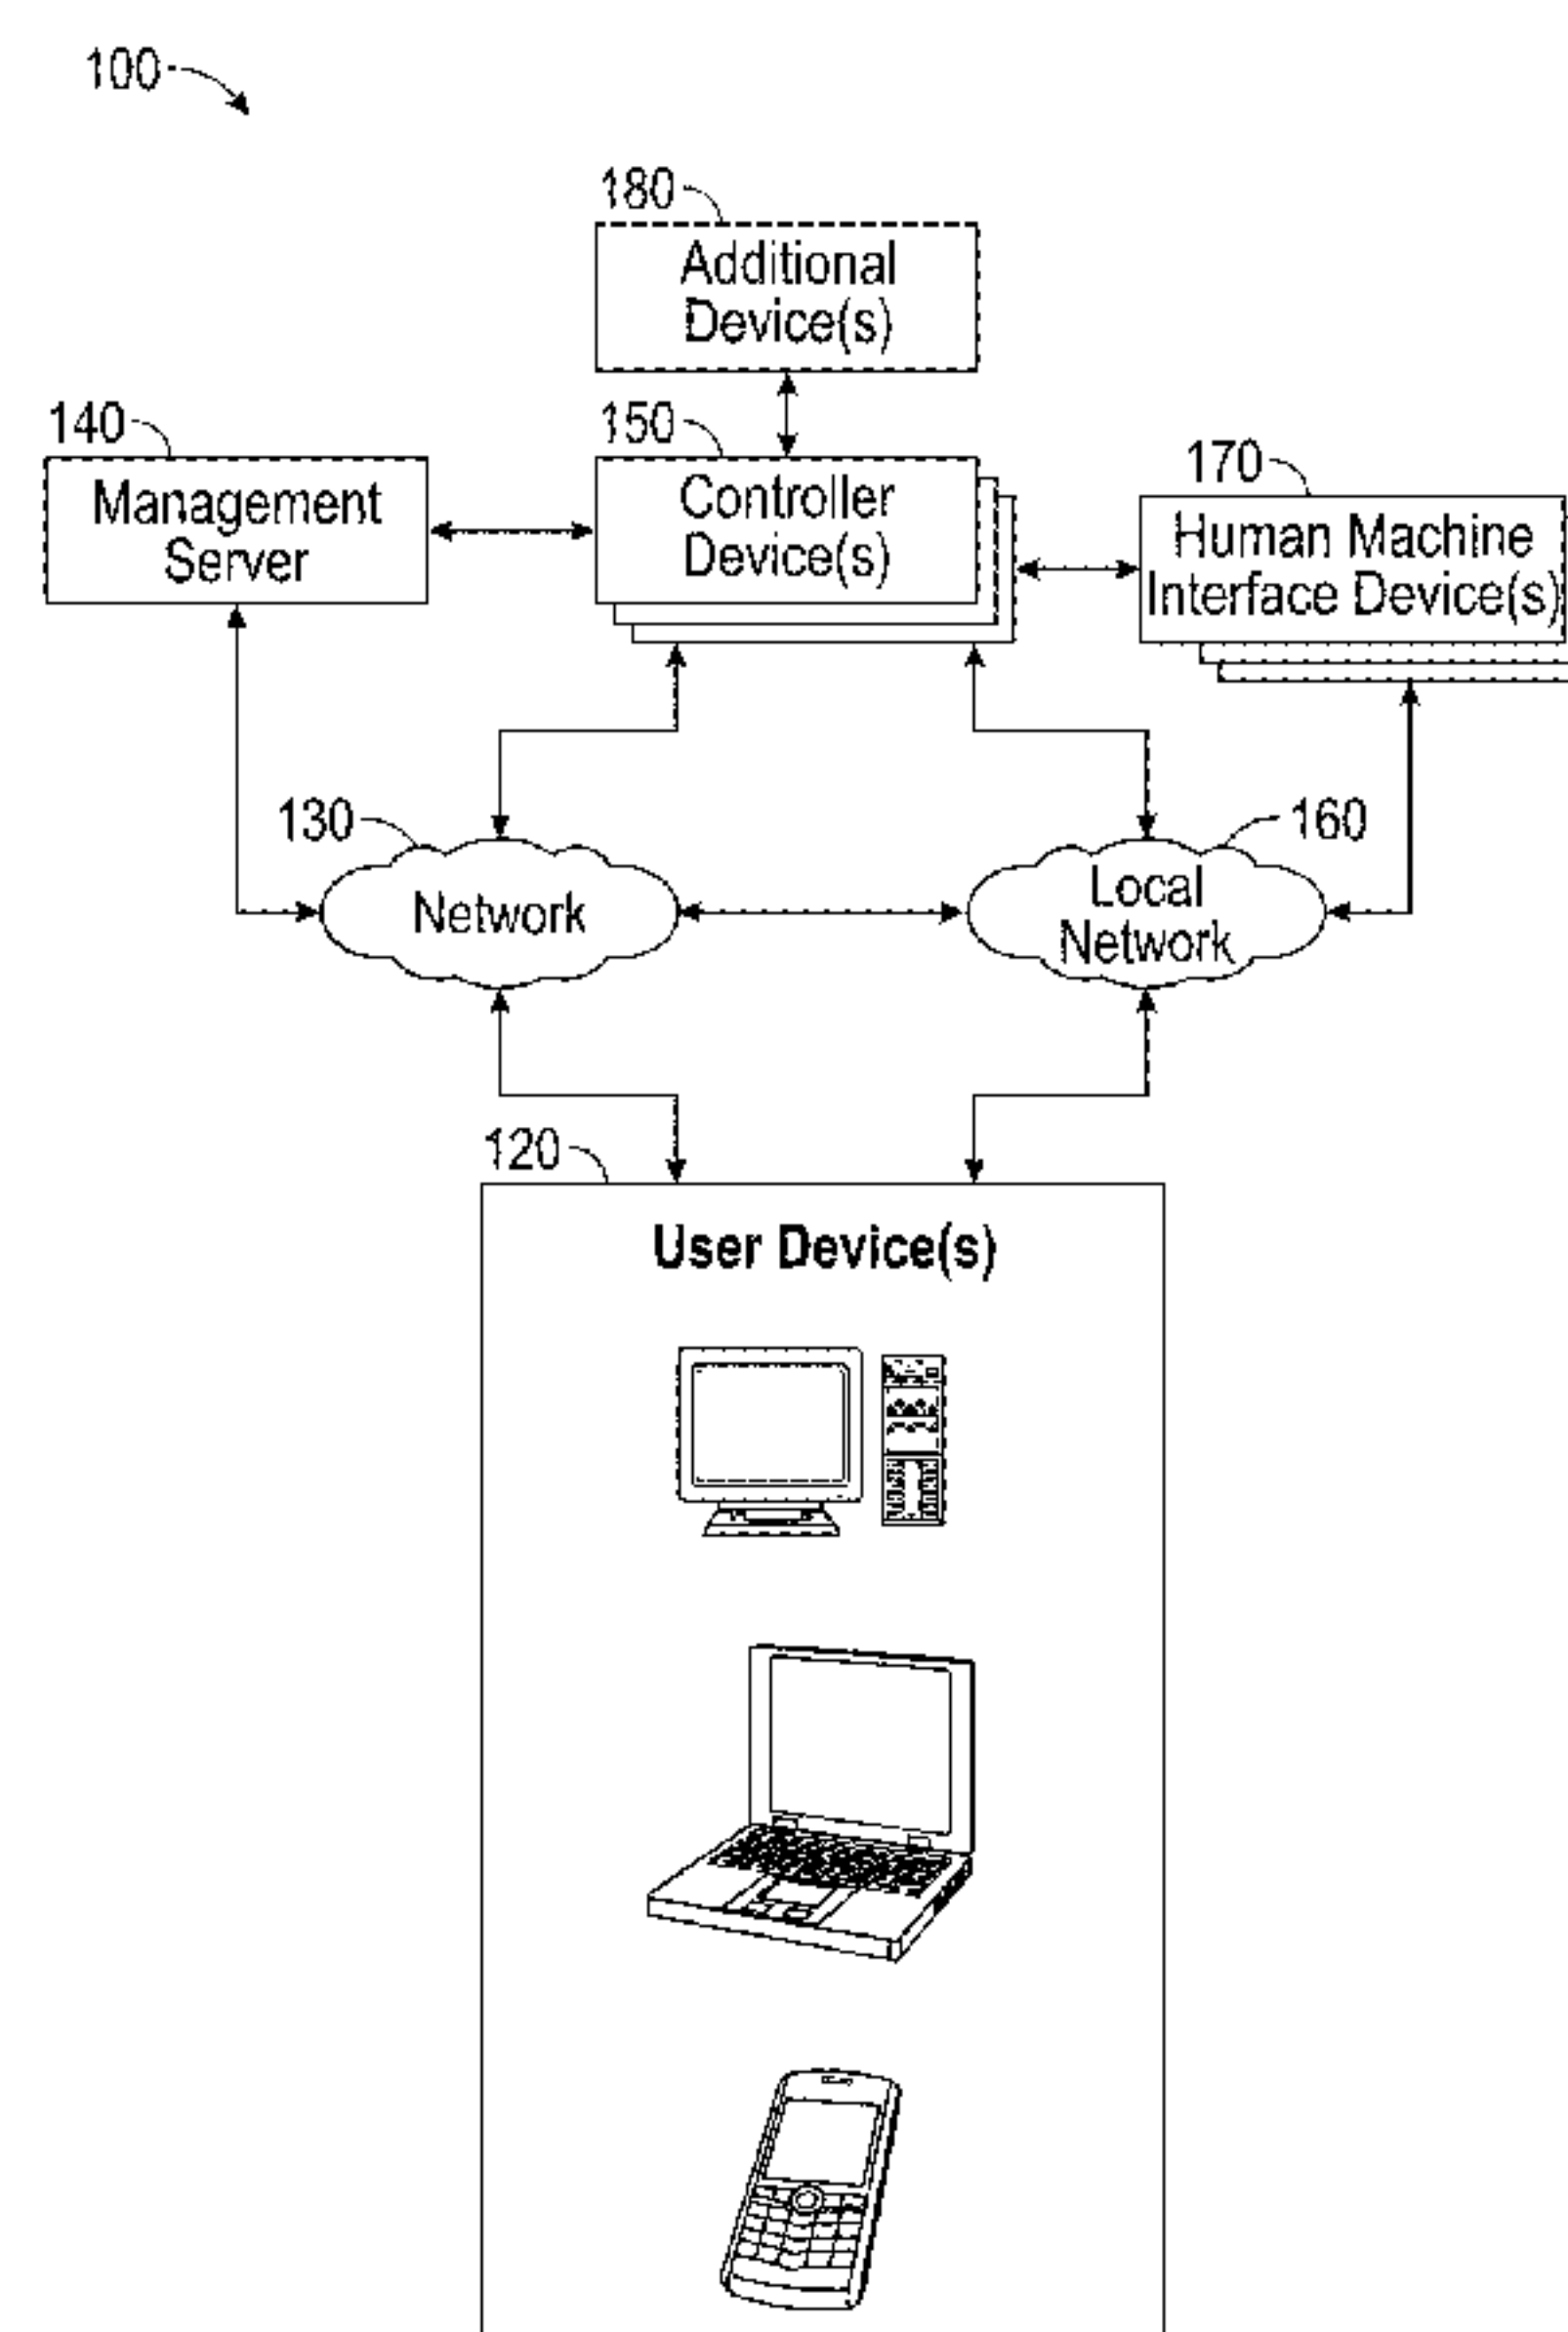 100
180
Additional
Device(s)
140
Management
Server
150
Controller
Device(s)
170
Human Machine
Interface Device(s)
130
Network
160
Local
Network
120
User Device(s)